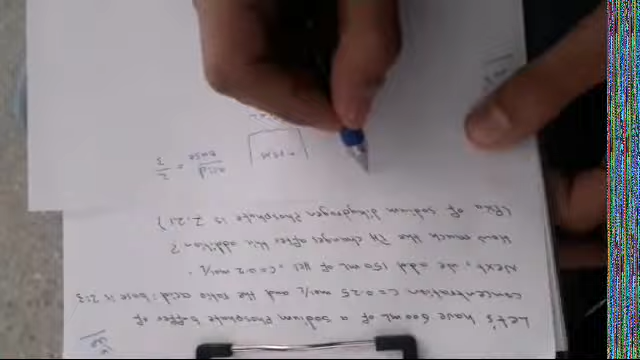 Let's have 600 mL of a sodium phosphate buffer of
concentration c=0.25 mol/L and the ratio acid:base is 2:3
Next, we add 150 mL of HCl, c=0.2 mol/L.
How much the PH changes after this addition?
(PKa of sodium dihydrogen phosphate is 7.21)
acid/base = 2/3